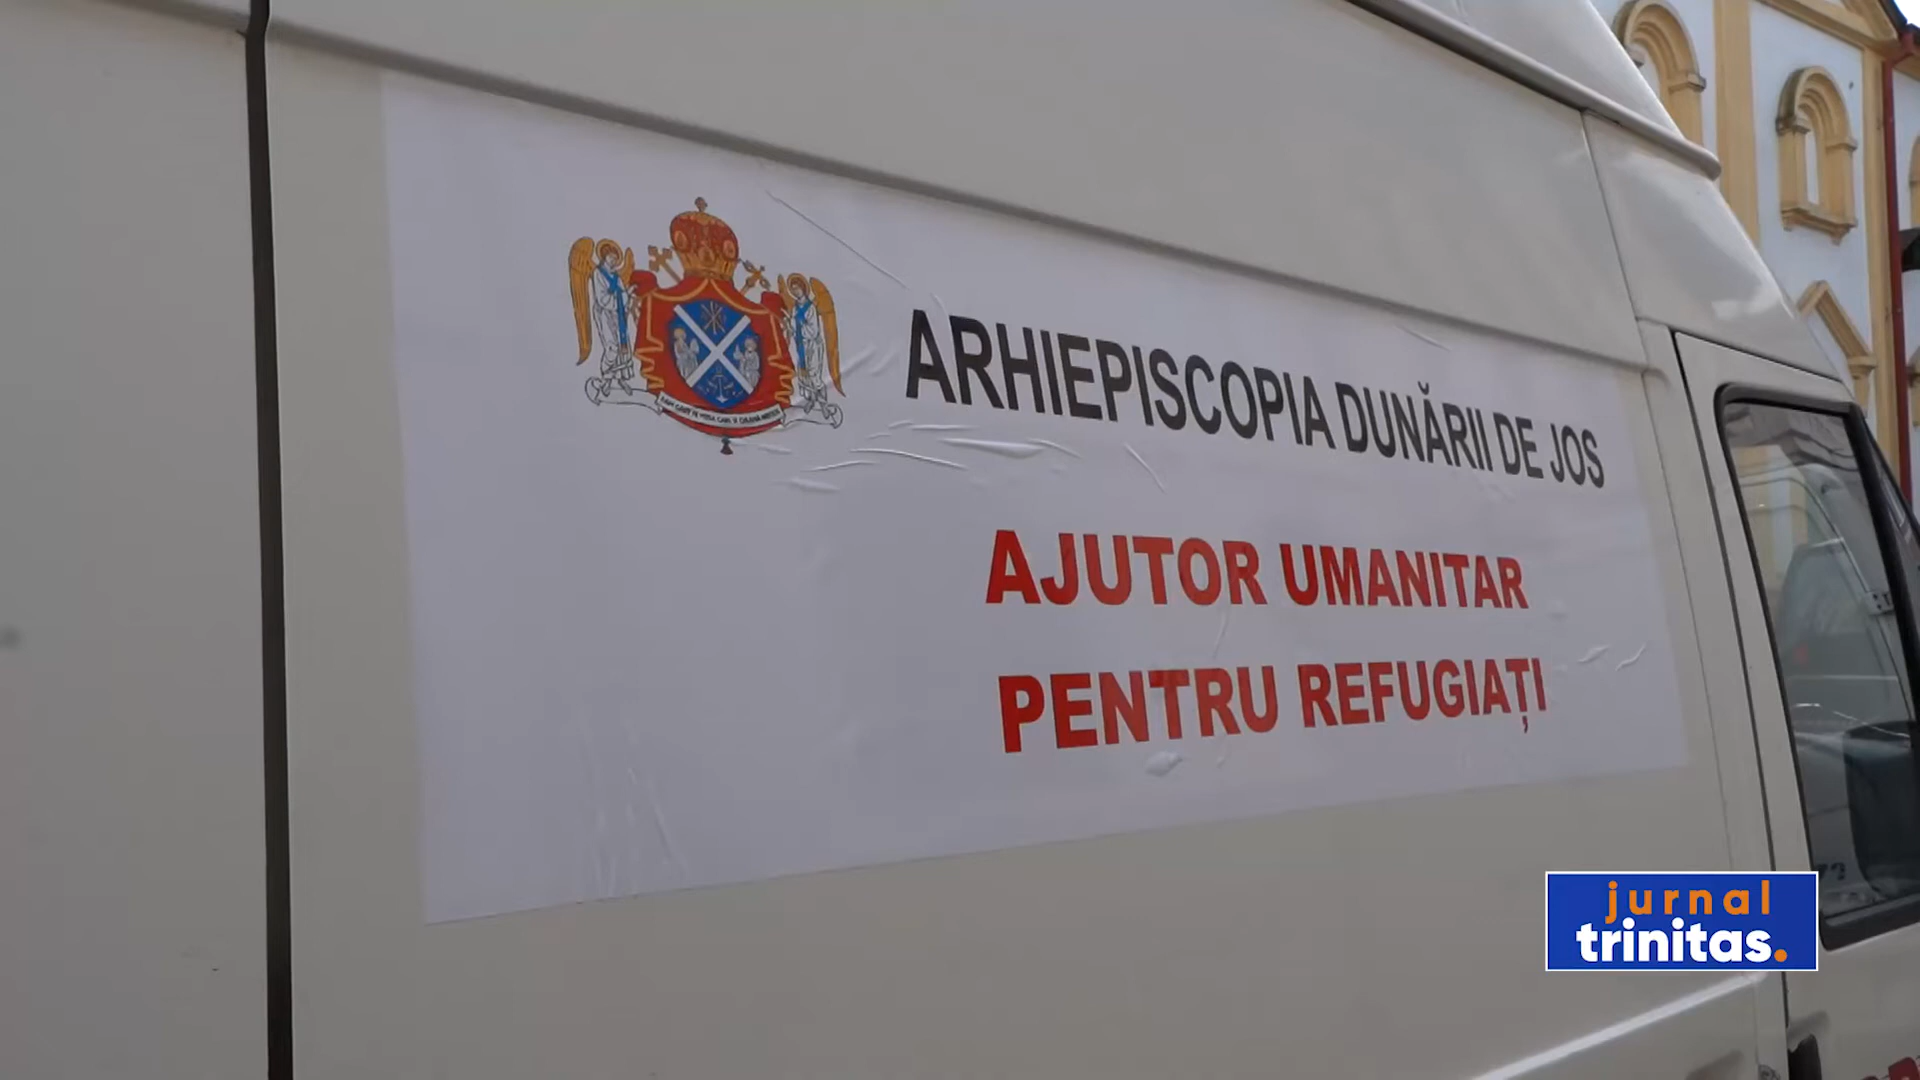 ARHIEPISCOPIA DUNĂRII DE JOS
AJUTOR UMANITAR
PENTRU REFUGIAȚI
jurnal
trinitas.